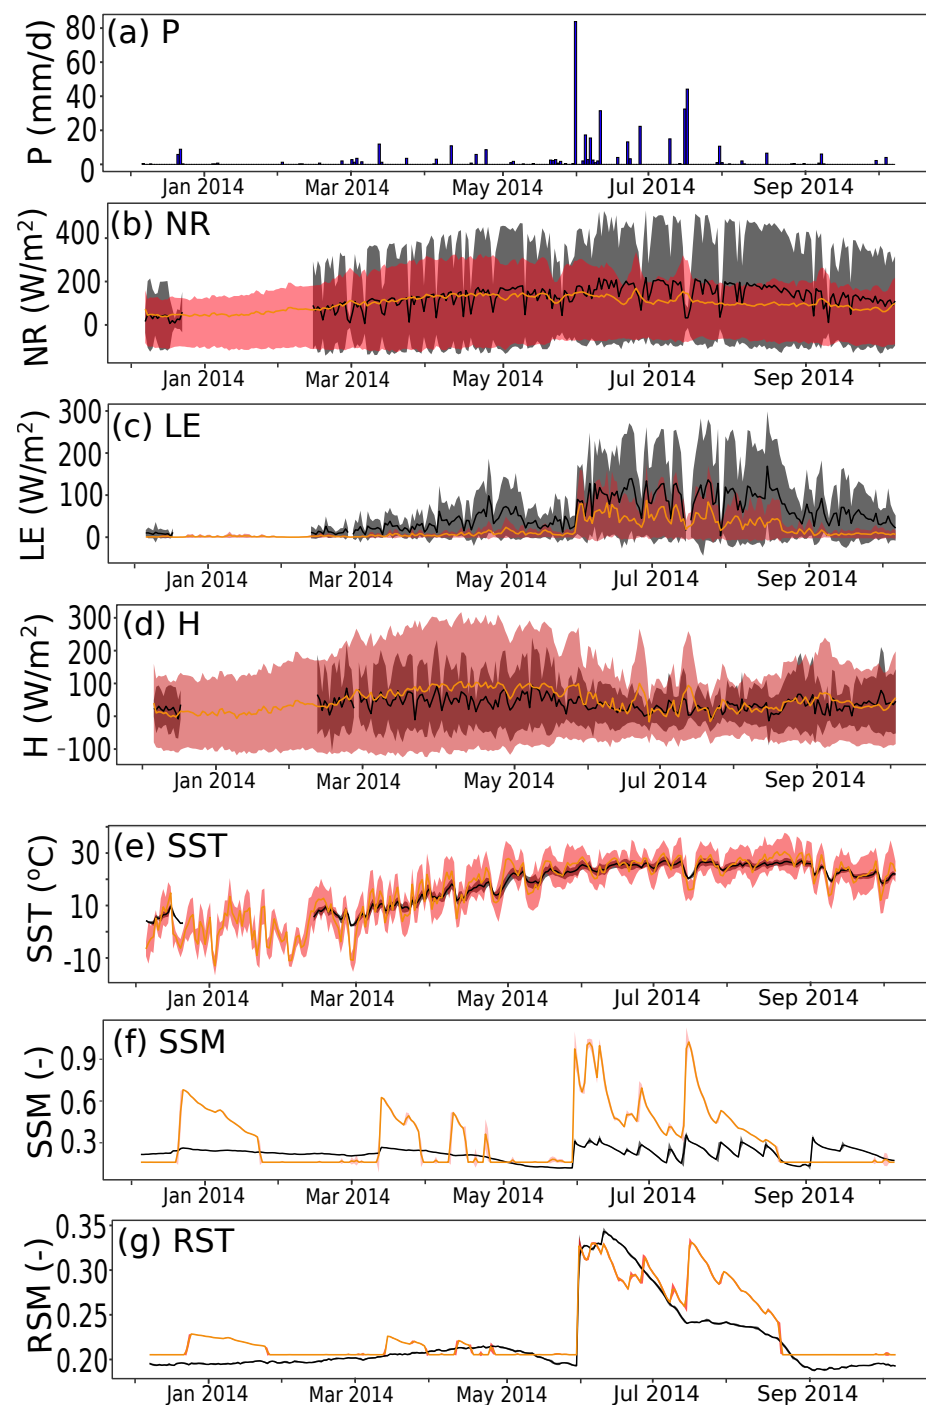 (a) P
P (mm/d)
80
60
40
20
0
Jan 2014 Mar 2014 May 2014 Jul 2014 Sep 2014
(b) NR
NR (W/m²)
400
200
0
Jan 2014 Mar 2014 May 2014 Jul 2014 Sep 2014
(c) LE
LE (W/m²)
300
200
100
0
Jan 2014 Mar 2014 May 2014 Jul 2014 Sep 2014
(d) H
H (W/m²)
300
200
100
0
-100
Jan 2014 Mar 2014 May 2014 Jul 2014 Sep 2014
(e) SST
SST (°C)
30
10
-10
Jan 2014 Mar 2014 May 2014 Jul 2014 Sep 2014
(f) SSM
SSM (-)
0.9
0.6
0.3
Jan 2014 Mar 2014 May 2014 Jul 2014 Sep 2014
(g) RST
RSM (-)
0.35
0.30
0.25
0.20
Jan 2014 Mar 2014 May 2014 Jul 2014 Sep 2014